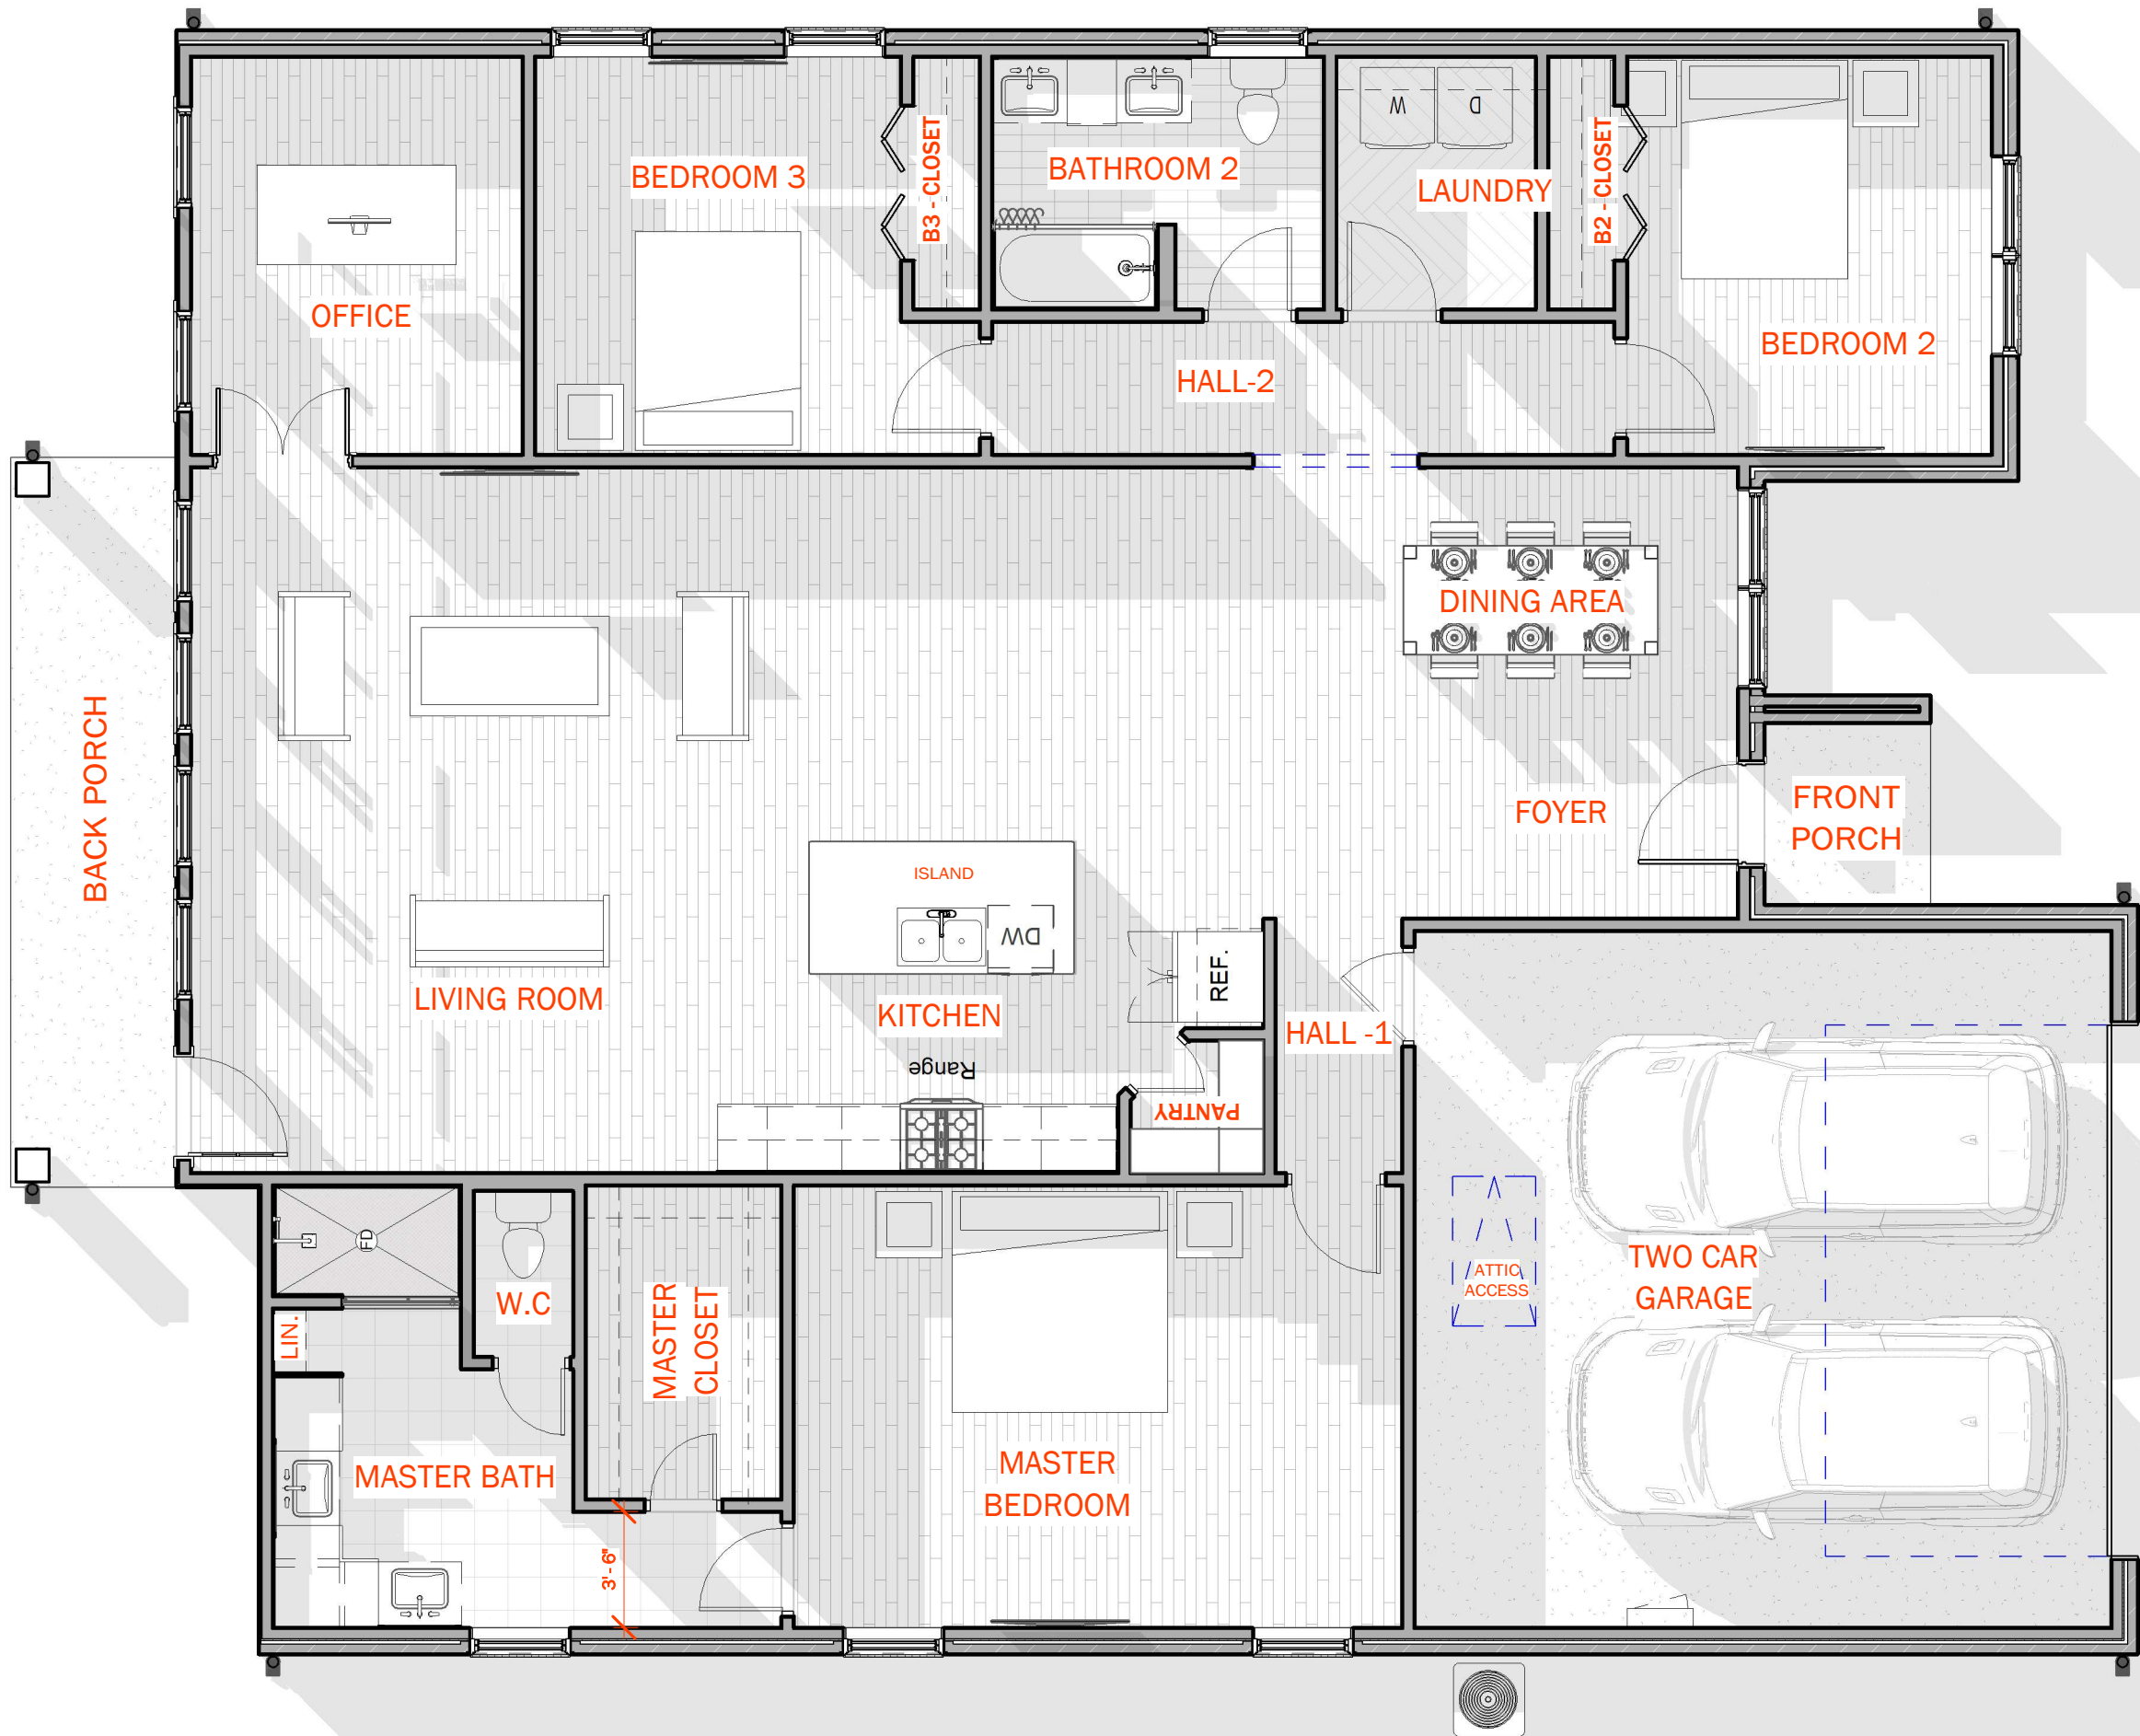 W
D
BEDROOM 3
B3 - CLOSET
BATHROOM 2
LAUNDRY
B2 - CLOSET
OFFICE
BEDROOM 2
HALL-2
DINING AREA
BACK PORCH
FOYER
FRONT
PORCH
ISLAND
DW
REF.
LIVING ROOM
KITCHEN
HALL -1
Range
PANTRY
FD
W.C
LIN.
MASTER
CLOSET
ATTIC
ACCESS
TWO CAR
GARAGE
MASTER BATH
MASTER
BEDROOM
3'-6"